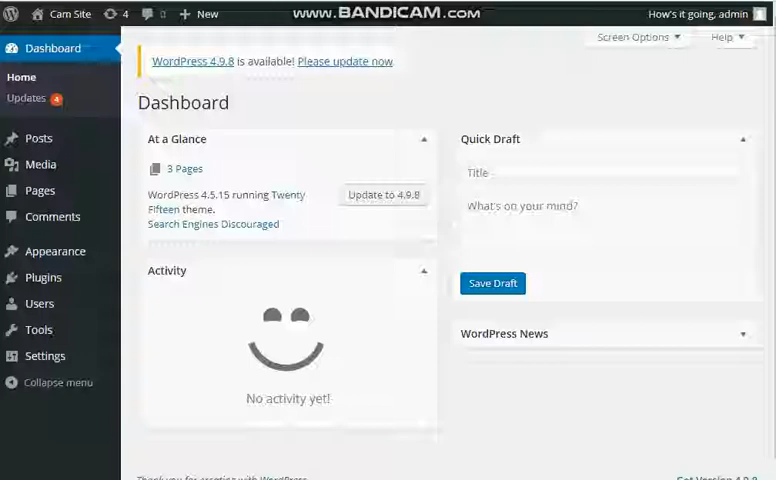 Cam Site 4 0 New www.BANDICAM.com How's it going, admin
Dashboard
Screen Options Help
WordPress 4.9.8 is available! Please update now.
Home
Updates 4
Dashboard
Posts
Media
Pages
Comments
Appearance
Plugins
Users
Tools
Settings
Collapse menu
At a Glance
3 Pages
WordPress 4.5.15 running Twenty
Fifteen theme.
Update to 4.9.8
Search Engines Discouraged
Activity
No activity yet!
Quick Draft
Title
What's on your mind?
Save Draft
WordPress News
Thank you for creating with WordPress
Get Version 4.9.8